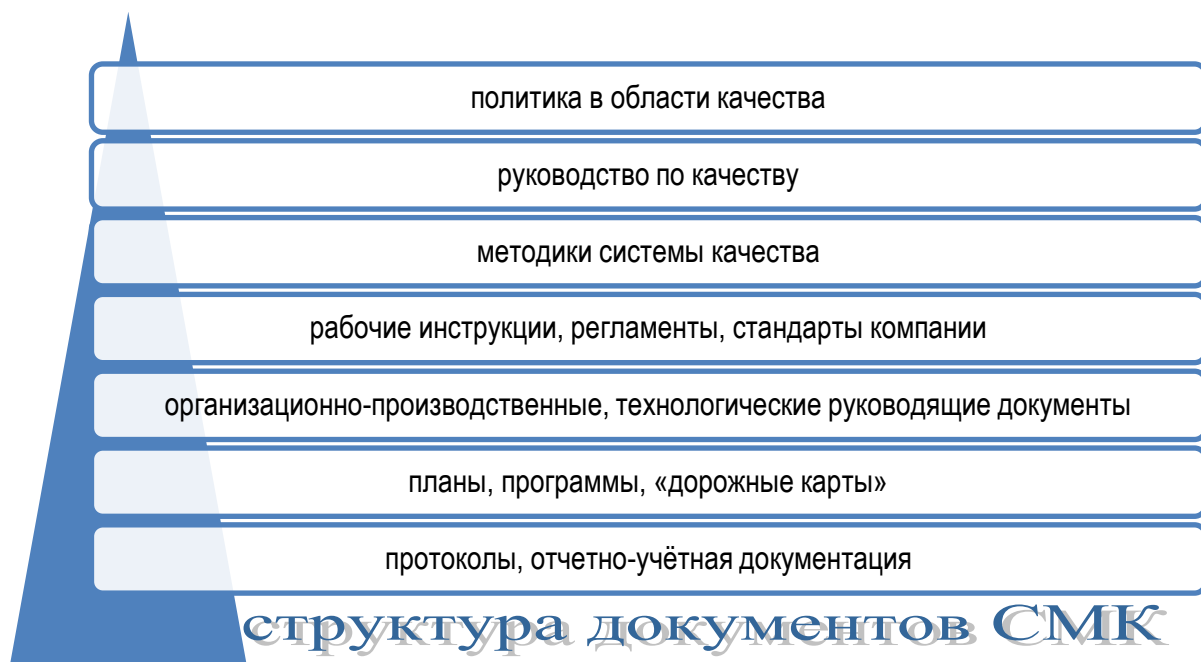 политика в области качества
руководство по качеству
методики системы качества
рабочие инструкции, регламенты, стандарты компании
организационно-производственные, технологические руководящие документы
планы, программы, «дорожные карты»
протоколы, отчетно-учётная документация
структура документов СМК